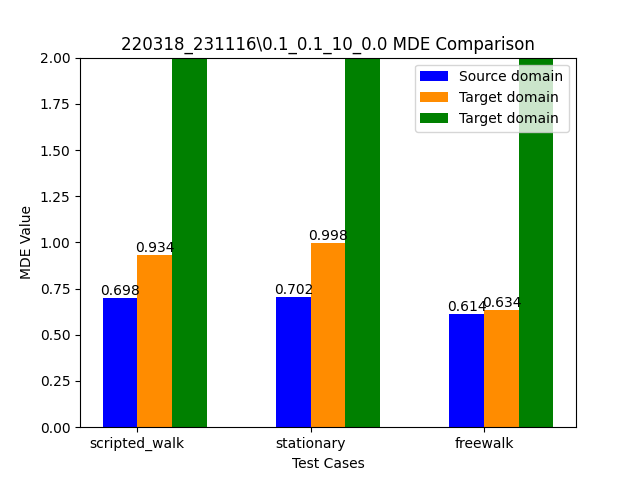 220318_231116\0.1_0.1_10_0.0 MDE Comparison
Source domain
Target domain
Target domain
2.00
1.75
1.50
1.25
1.00
0.75
0.50
0.25
0.00
MDE Value
0.698
0.934
0.702
0.998
0.614
0.634
scripted_walk
stationary
freewalk
Test Cases